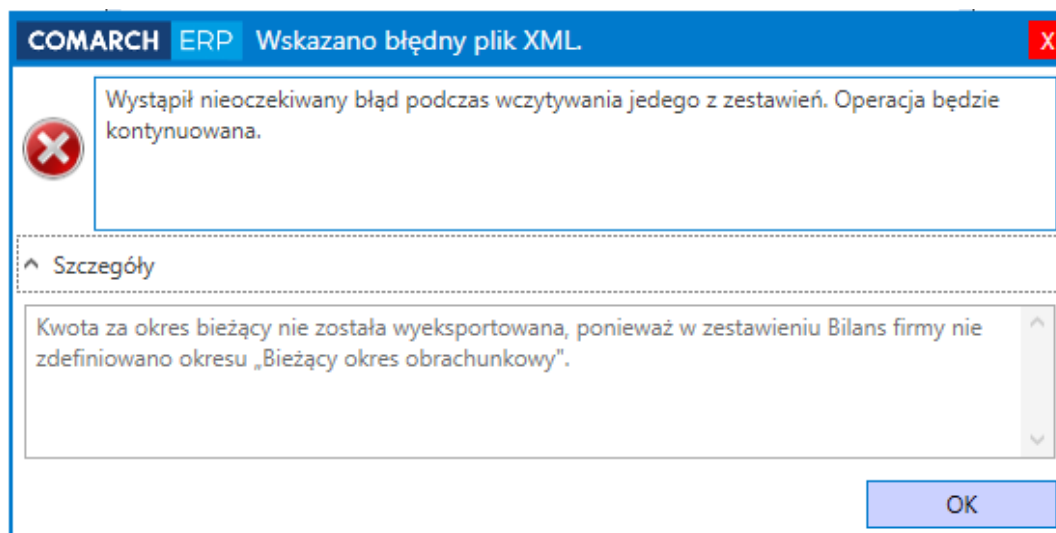 COMARCH ERP Wskazano błędny plik XML. X
Wystąpił nieoczekiwany błąd podczas wczytywania jedego z zestawień. Operacja będzie
kontynuowana.
^ Szczegóły
Kwota za okres bieżący nie została wyeksportowana, ponieważ w zestawieniu Bilans firmy nie
zdefiniowano okresu „Bieżący okres obrachunkowy".
OK